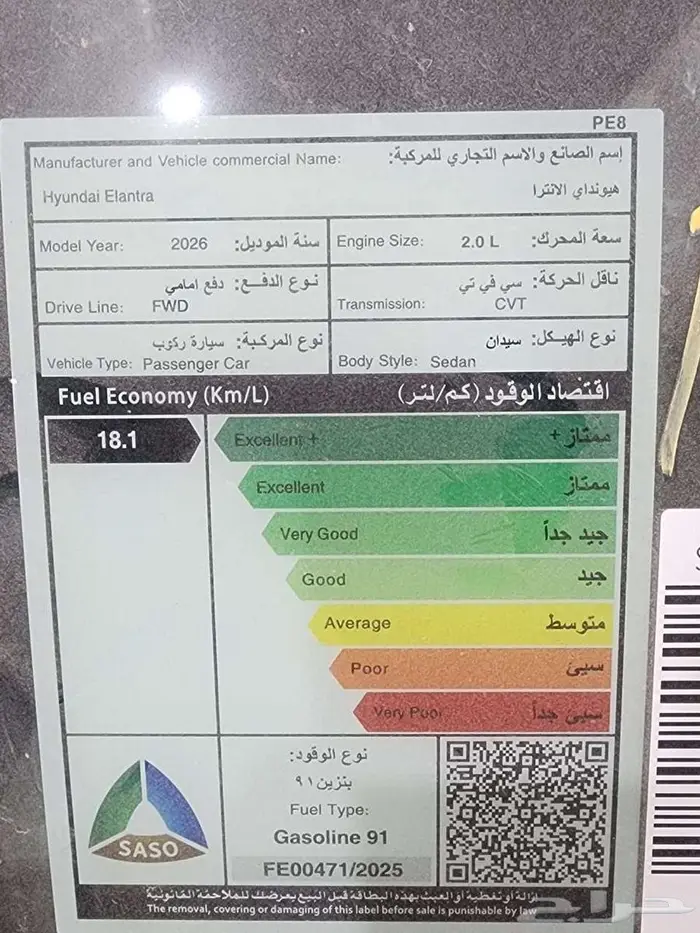 PE8
Manufacturer and Vehicle commercial Name: إسم الصانع والاسم التجاري للمركبة:
Hyundai Elantra هيونداي الانترا
Model Year: 2026 سنة الموديل:
Engine Size: 2.0 L سعة المحرك:
نوع الدفع: دفع امامي
Drive Line: FWD
ناقل الحركة: سي في تي
Transmission: CVT
نوع المركبة: سيارة ركوب
Vehicle Type: Passenger Car
نوع الهيكل: سيدان
Body Style: Sedan
Fuel Economy (Km/L) اقتصاد الوقود (كم/لتر)
18.1
Excellent + ممتاز +
Excellent ممتاز
Very Good جيد جداً
Good جيد
Average متوسط
Poor سيئ
Very Poor سيئ جداً
SASO
نوع الوقود:
بنزين ٩١
Fuel Type:
Gasoline 91
FE00471/2025
إزالة أو تغطية أو العبث بهذه البطاقة قبل البيع يعرضك للملاحقة القانونية
The removal, covering or damaging of this label before sale is punishable by law
حراج